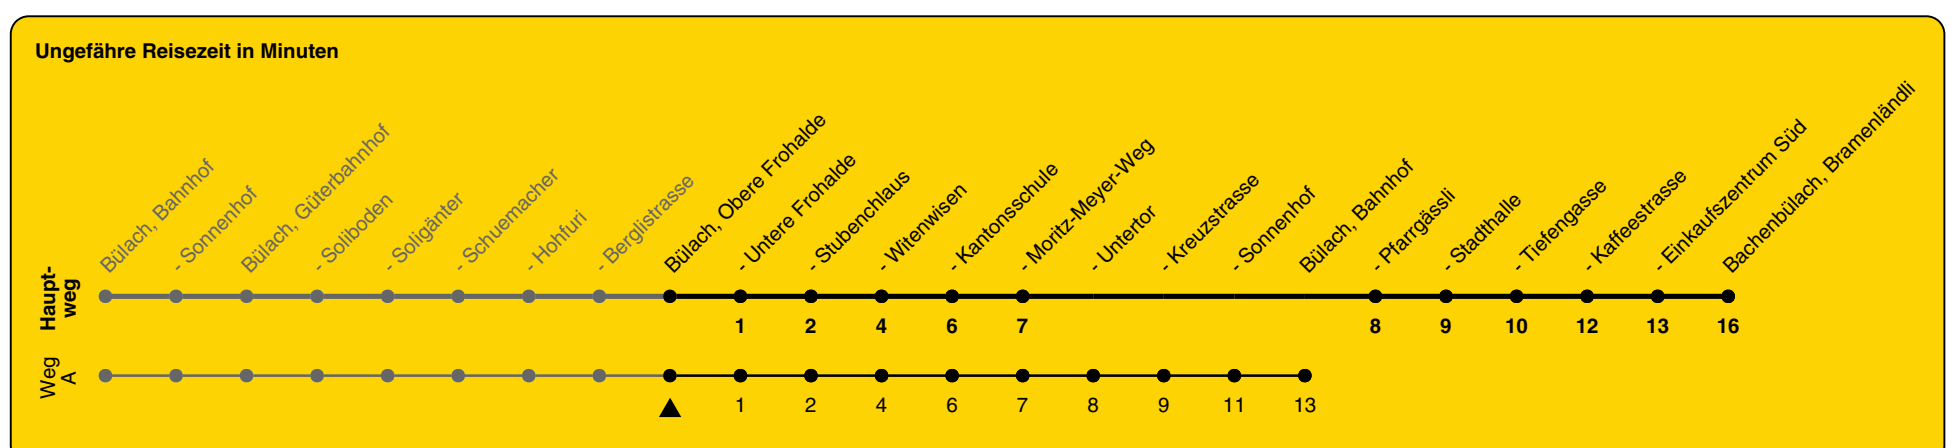 Ungefähre Reisezeit in Minuten
Bülach, Bahnhof
- Sonnenhof
Bülach, Güterbahnhof
- Soliboden
- Soligänter
- Schuemacher
- Hohfuri
- Berglistrasse
Bülach, Obere Frohalde
- Untere Frohalde
- Stubenchlaus
- Witenwisen
- Kantonsschule
- Moritz-Meyer-Weg
- Untertor
- Kreuzstrasse
- Sonnenhof
Bülach, Bahnhof
- Pfarrgässli
- Stadthalle
- Tiefengasse
- Kaffeestrasse
- Einkaufszentrum Süd
Bachenbülach, Bramenländli
Haupt-
weg
1 2 4 6 7 8 9 10 12 13 16
Weg
A
1 2 4 6 7 8 9 11 13